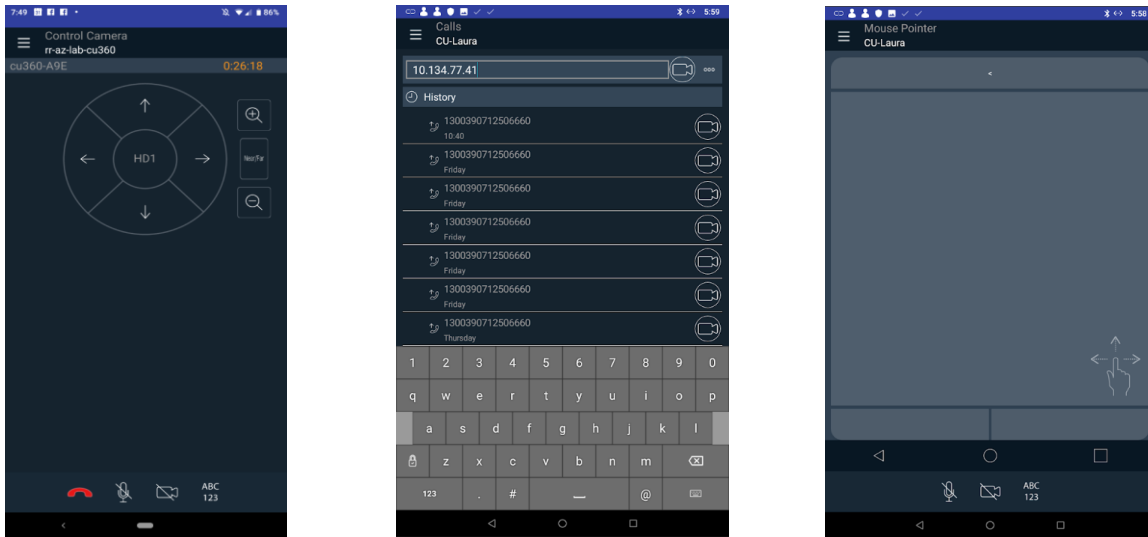 7:49
86%
Control Camera
rr-az-lab-cu360
cu360-A9E 0:26:18
HD1
Near/Far
ABC
123
5:59
Calls
CU-Laura
10.134.77.41
History
1300390712506660
10:40
1300390712506660
Friday
1300390712506660
Friday
1300390712506660
Friday
1300390712506660
Friday
1300390712506660
Friday
1300390712506660
Thursday
1 2 3 4 5 6 7 8 9 0
q w e r t y u i o p
a s d f g h j k l
z x c v b n m
123 . # @
5:58
Mouse Pointer
CU-Laura
ABC
123